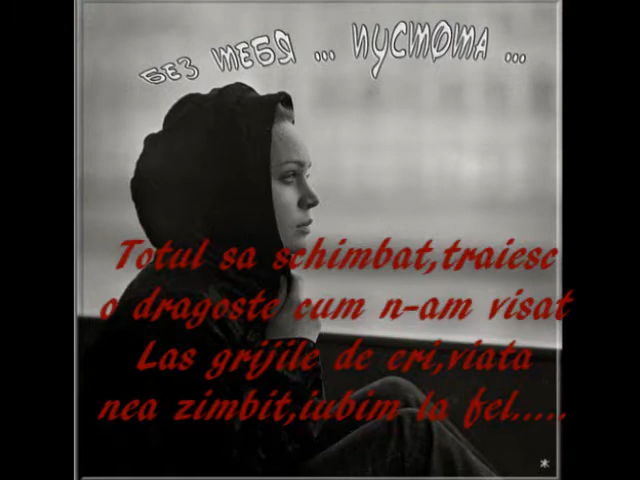 БЕЗ ТЕБЯ ... ПУСТОТА ...
Totul sa schimbat,traiesc
o dragoste cum n-am visat
Las grijile de eri,viata
nea zimbit,iubim la fel.....
*